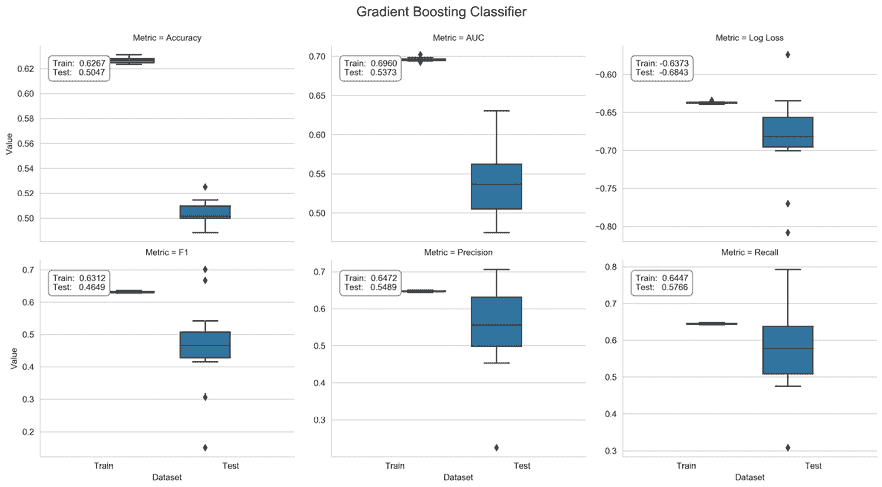 Gradient Boosting Classifier
Metric = Accuracy
Train: 0.6267
Test: 0.5047
0.62
0.60
0.58
0.56
0.54
0.52
0.50
Value
Metric = AUC
Train: 0.6960
Test: 0.5373
0.70
0.65
0.60
0.55
0.50
Metric = Log Loss
Train: -0.6373
Test: -0.6843
−0.60
−0.65
−0.70
−0.75
−0.80
Metric = F1
Train: 0.6312
Test: 0.4649
0.7
0.6
0.5
0.4
0.3
0.2
Value
Train Test
Dataset
Metric = Precision
Train: 0.6472
Test: 0.5489
0.7
0.6
0.5
0.4
0.3
Train Test
Dataset
Metric = Recall
Train: 0.6447
Test: 0.5766
0.8
0.7
0.6
0.5
0.4
0.3
Train Test
Dataset